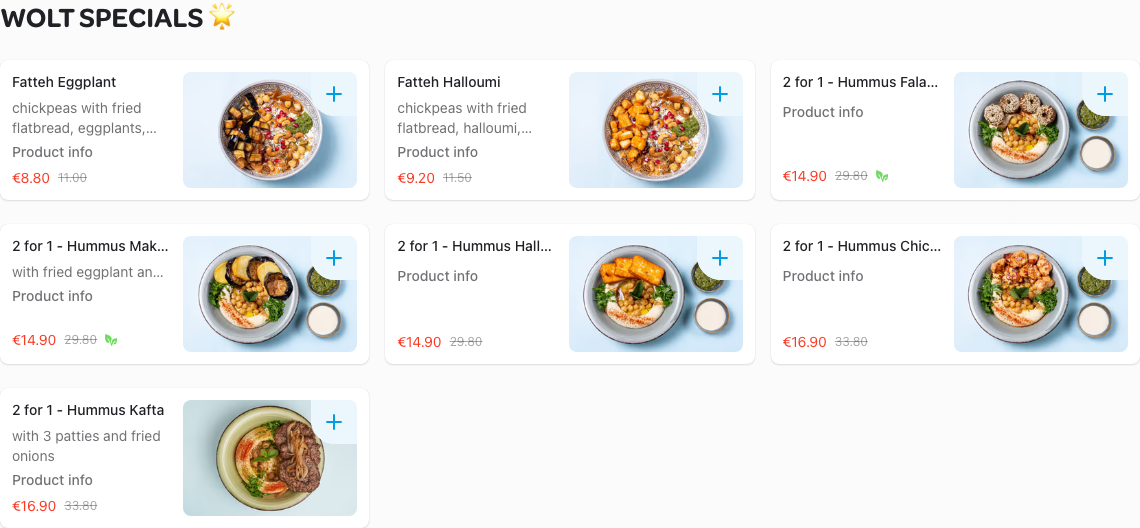 WOLT SPECIALS 🌟
Fatteh Eggplant
chickpeas with fried
flatbread, eggplants,...
Product info
€8.80 11.00
Fatteh Halloumi
chickpeas with fried
flatbread, halloumi,...
Product info
€9.20 11.50
2 for 1 - Hummus Fala...
Product info
€14.90 29.80
2 for 1 - Hummus Mak...
with fried eggplant an...
Product info
€14.90 29.80
2 for 1 - Hummus Hall...
Product info
€14.90 29.80
2 for 1 - Hummus Chic...
Product info
€16.90 33.80
2 for 1 - Hummus Kafta
with 3 patties and fried
onions
Product info
€16.90 33.80